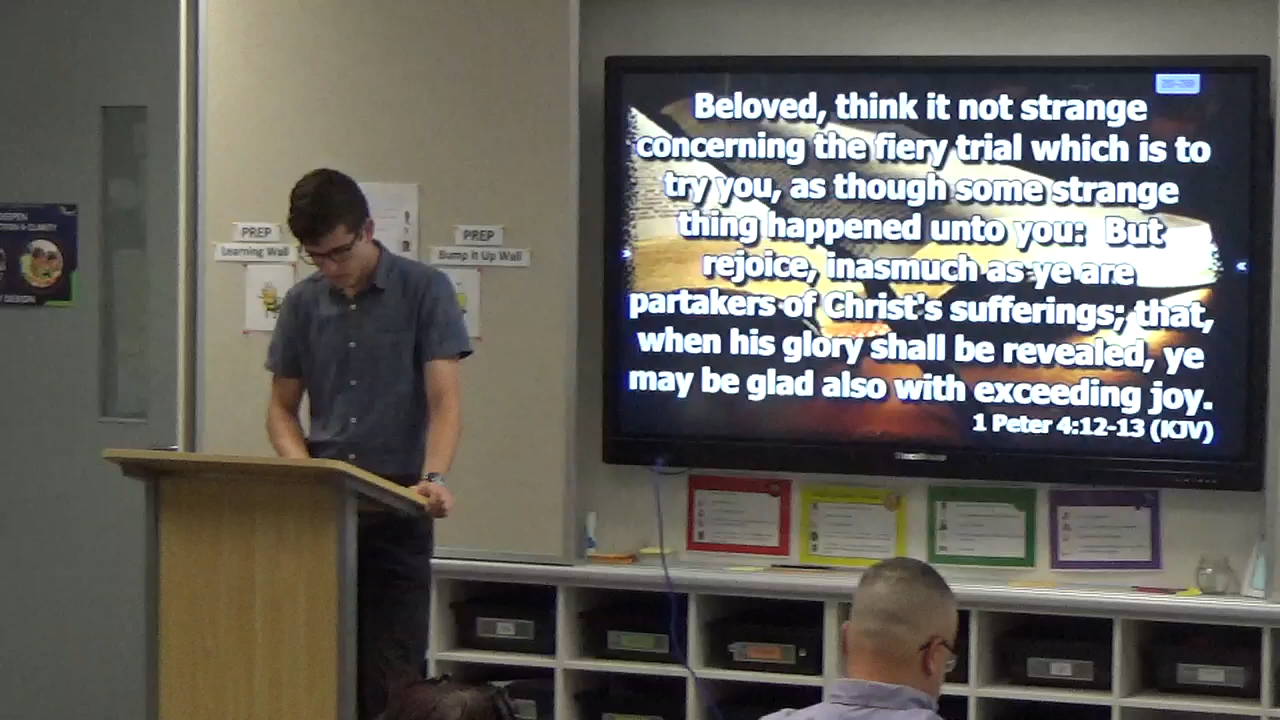 Beloved, think it not strange
concerning the fiery trial which is to
try you, as though some strange
thing happened unto you:  But
rejoice, inasmuch as ye are
partakers of Christ's sufferings; that,
when his glory shall be revealed, ye
may be glad also with exceeding joy.
1 Peter 4:12-13 (KJV)
PREP
Learning Wall
PREP
Bump It Up Wall
ViewSonic
DESIGN